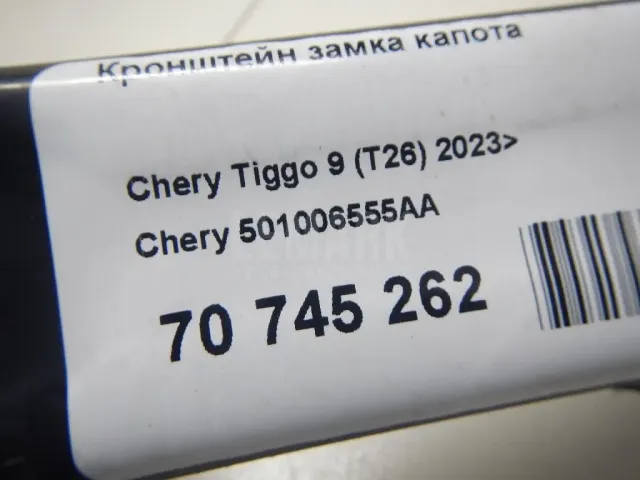 Кронштейн замка капота
Chery Tiggo 9 (T26) 2023>
Chery 501006555AA
70 745 262